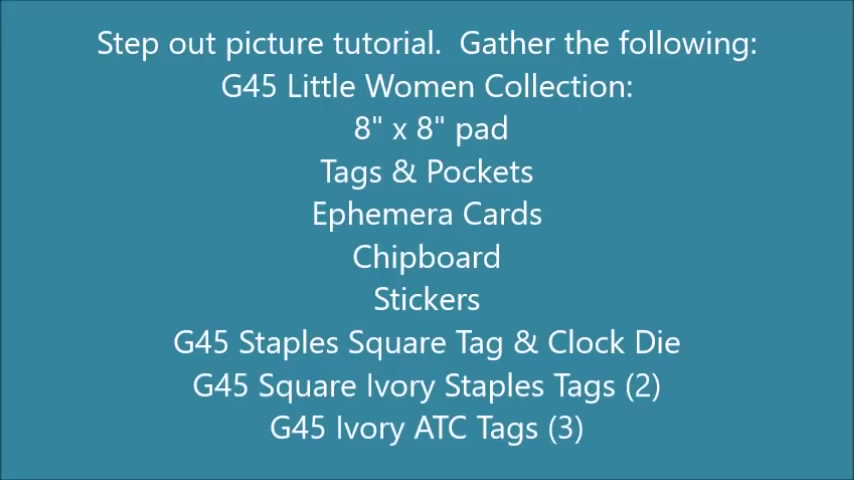 Step out picture tutorial.  Gather the following:
G45 Little Women Collection:
8" x 8" pad
Tags & Pockets
Ephemera Cards
Chipboard
Stickers
G45 Staples Square Tag & Clock Die
G45 Square Ivory Staples Tags (2)
G45 Ivory ATC Tags (3)